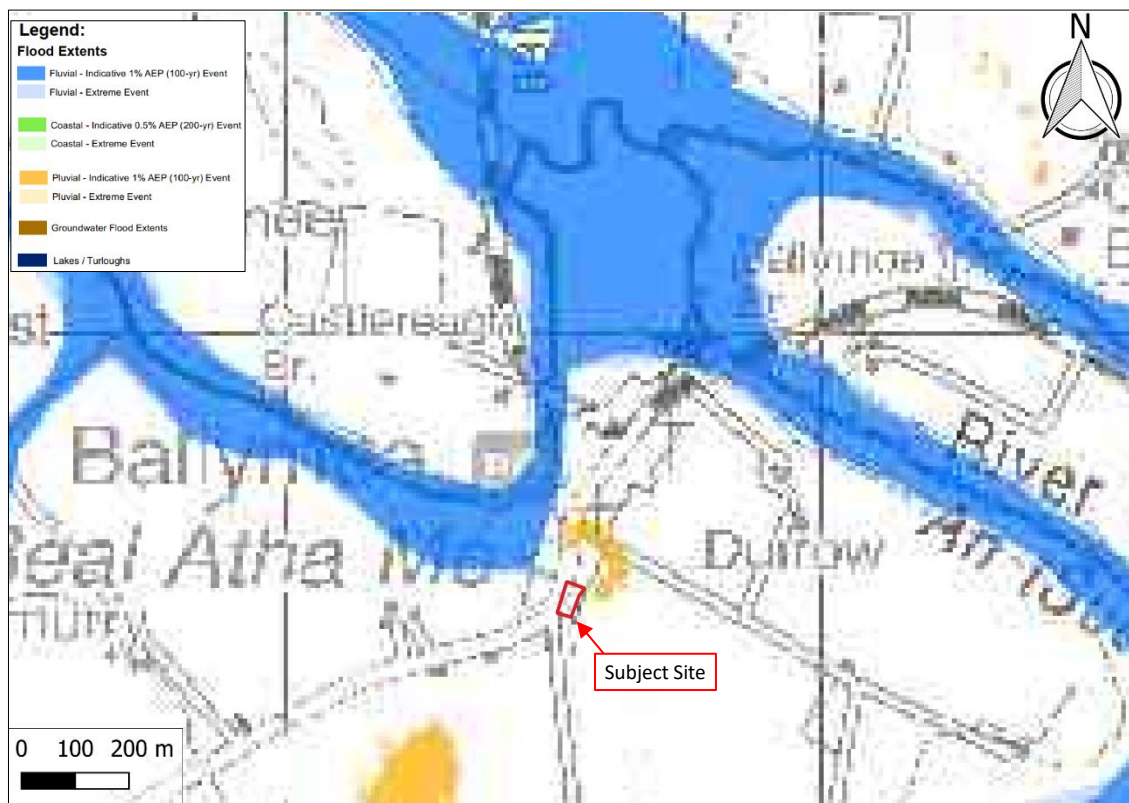 Legend:
Flood Extents
Fluvial - Indicative 1% AEP (100-yr) Event
Fluvial - Extreme Event
Coastal - Indicative 0.5% AEP (200-yr) Event
Coastal - Extreme Event
Pluvial - Indicative 1% AEP (100-yr) Event
Pluvial - Extreme Event
Groundwater Flood Extents
Lakes / Turloughs
N
Br.
River
Durrow
Subject Site
0 100 200 m